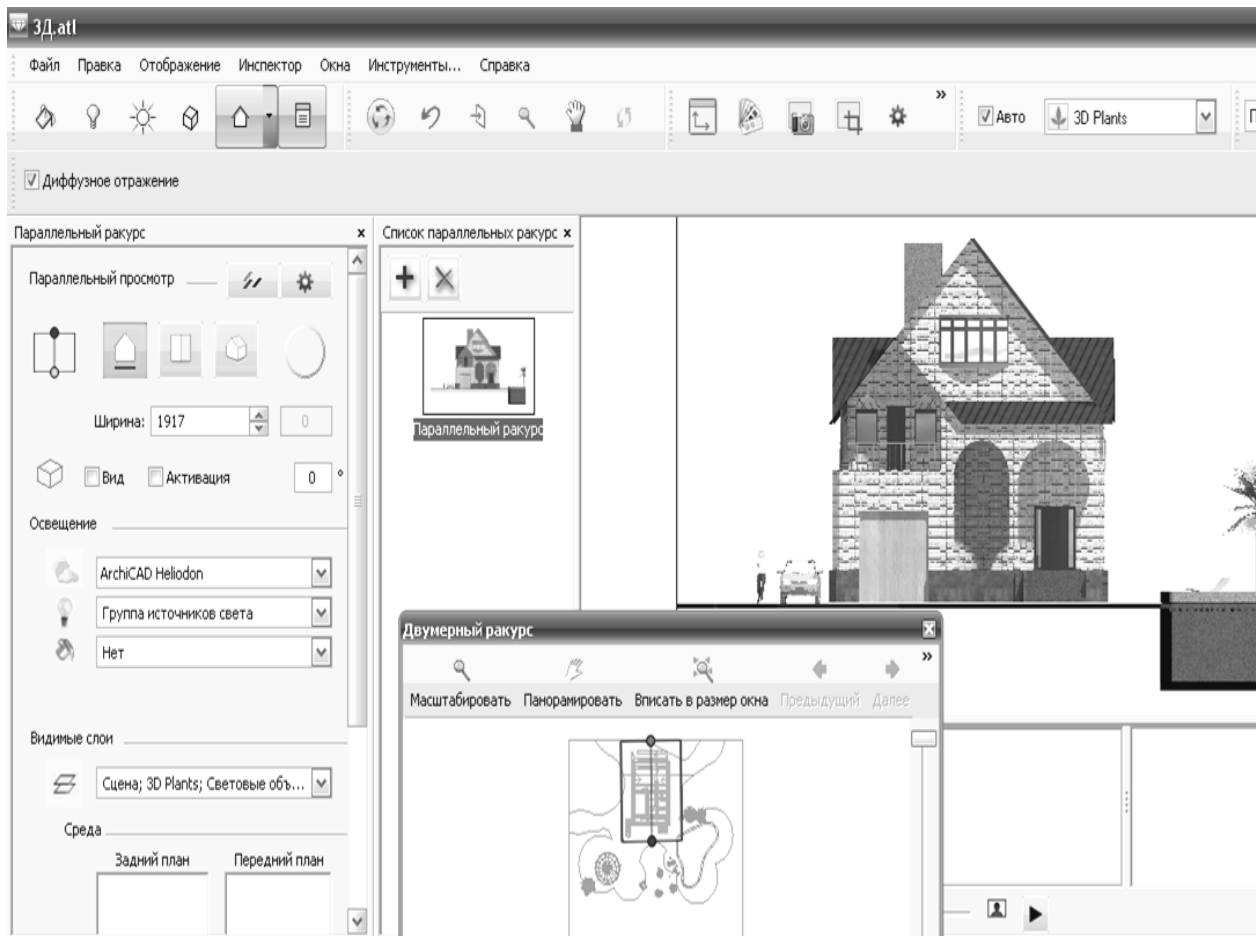 3Д.atl
Файл Правка Отображение Инспектор Окна Инструменты... Справка
» Авто 3D Plants П
Диффузное отражение
Параллельный ракурс x
Список параллельных ракурс x
Параллельный просмотр
Параллельный ракурс
Ширина: 1917 0
Вид Активация 0 °
Освещение
ArchiCAD Heliodon
Группа источников света
Нет
Видимые слои
Сцена; 3D Plants; Световые объ...
Среда
Задний план Передний план
Двумерный ракурс
»
Масштабировать Панорамировать Вписать в размер окна Предыдущий Далее